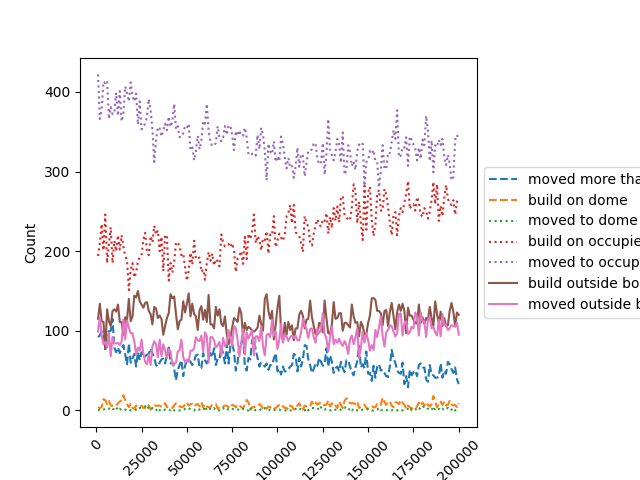 400
300
200
100
0
Count
0
25000
50000
75000
100000
125000
150000
175000
200000
moved more tha
build on dome
moved to dome
build on occupie
moved to occup
build outside bo
moved outside b